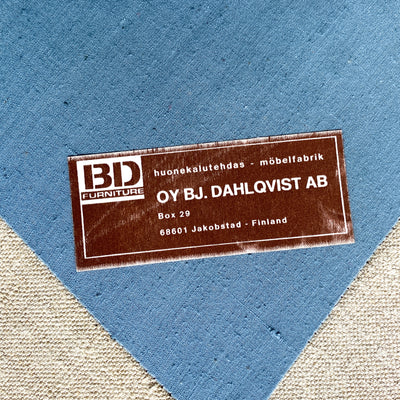 BD
FURNITURE
huonekalutehdas - möbelfabrik
OY BJ. DAHLQVIST AB
Box 29
68601 Jakobstad - Finland